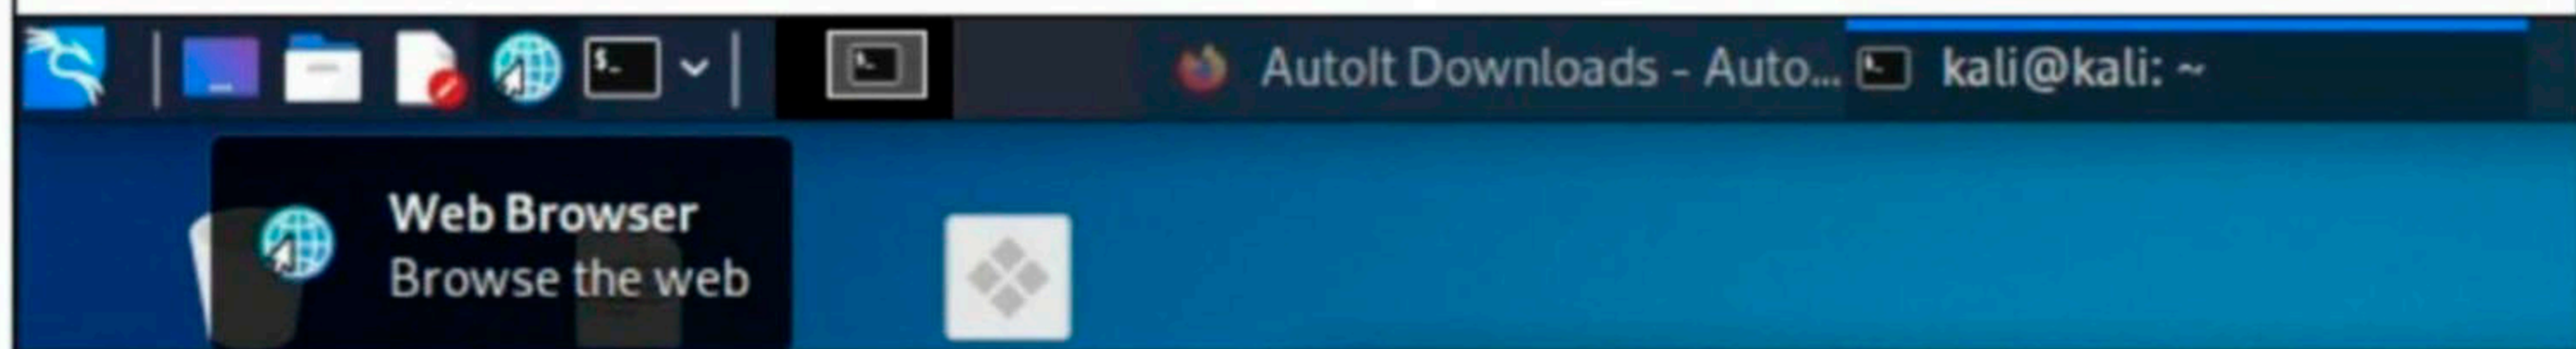 AutoIt Downloads - Auto...
kali@kali: ~
Web Browser
Browse the web